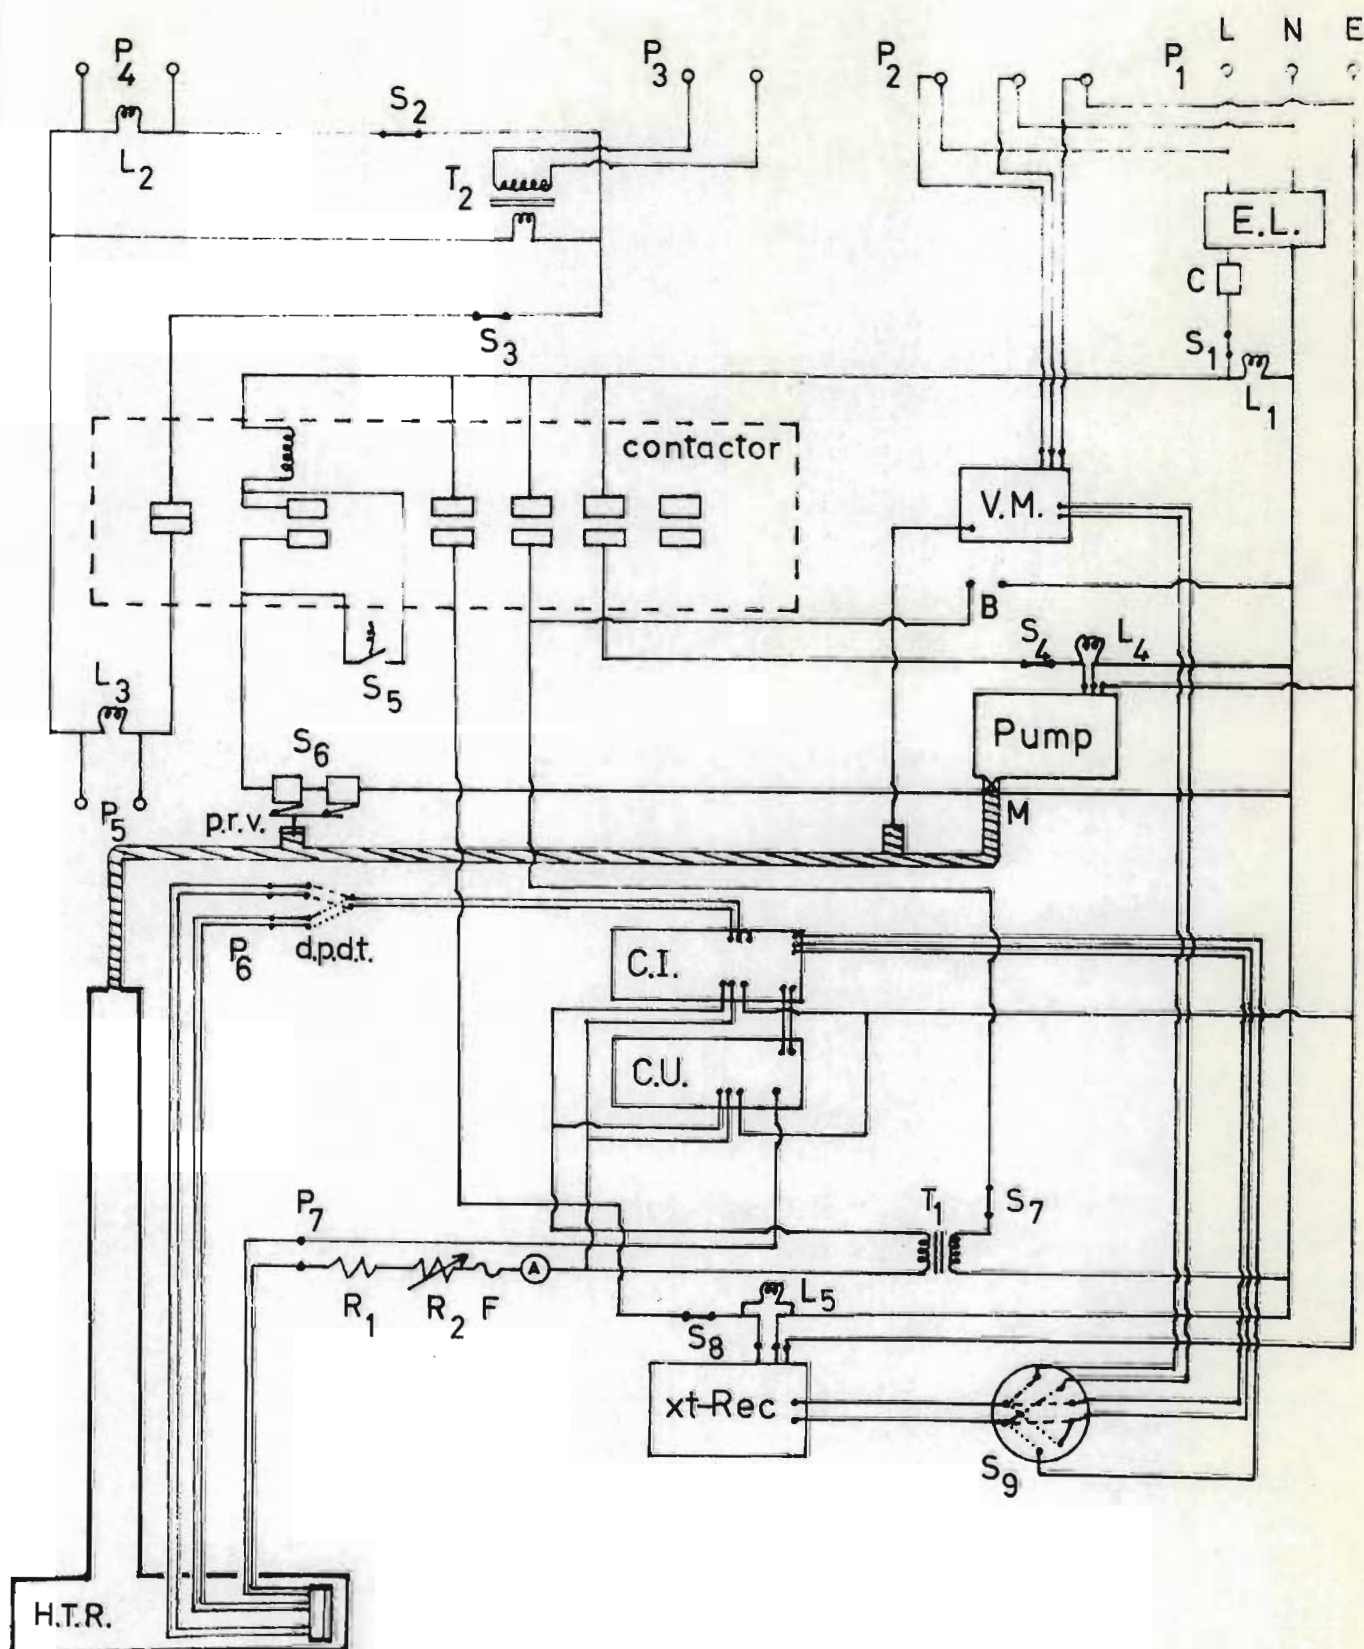 L N E
P4
P3
P2
P1
S2
L2
T2
E.L.
C
S3
S1
L1
contactor
V.M.
B
S4 L4
L3
S5
Pump
S6
M
P5
p.r.v.
P6
d.p.d.t.
C.I.
C.U.
P7
T1
S7
A
R1 R2 F
L5
S8
xt-Rec
S9
H.T.R.